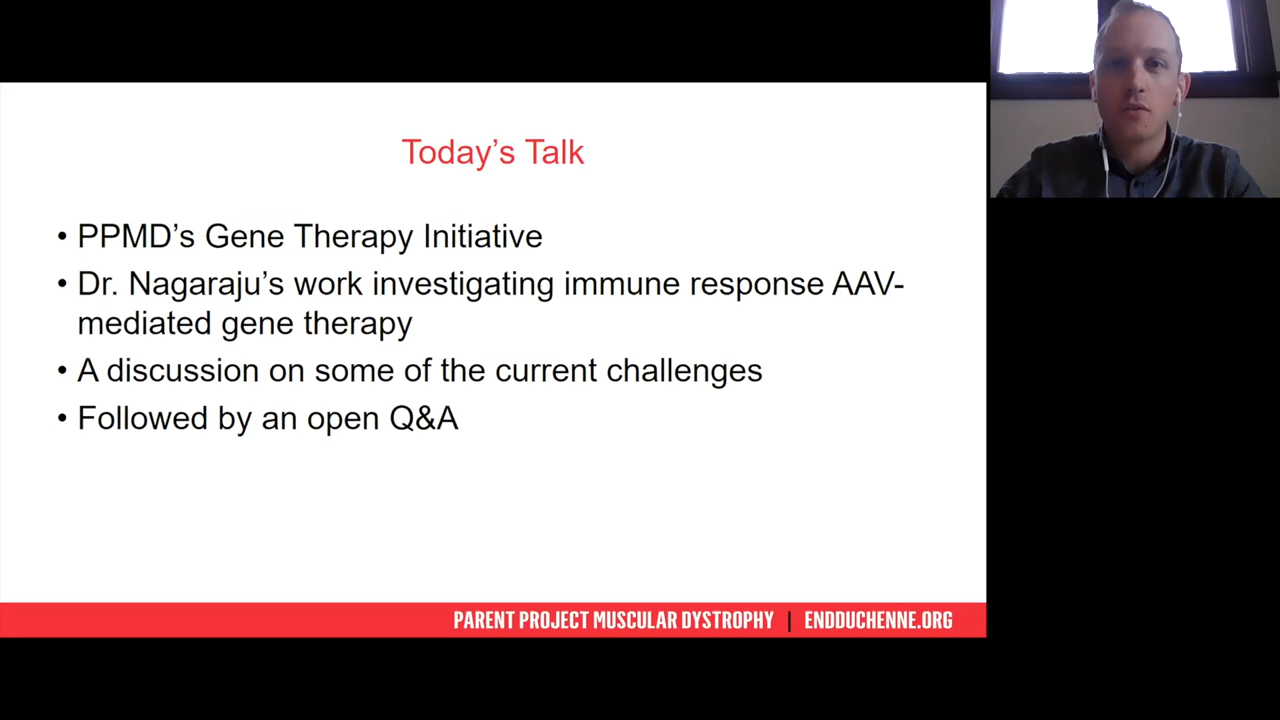 Today’s Talk
• PPMD’s Gene Therapy Initiative
• Dr. Nagaraju’s work investigating immune response AAV-
mediated gene therapy
• A discussion on some of the current challenges
• Followed by an open Q&A
PARENT PROJECT MUSCULAR DYSTROPHY | ENDDUCHENNE.ORG